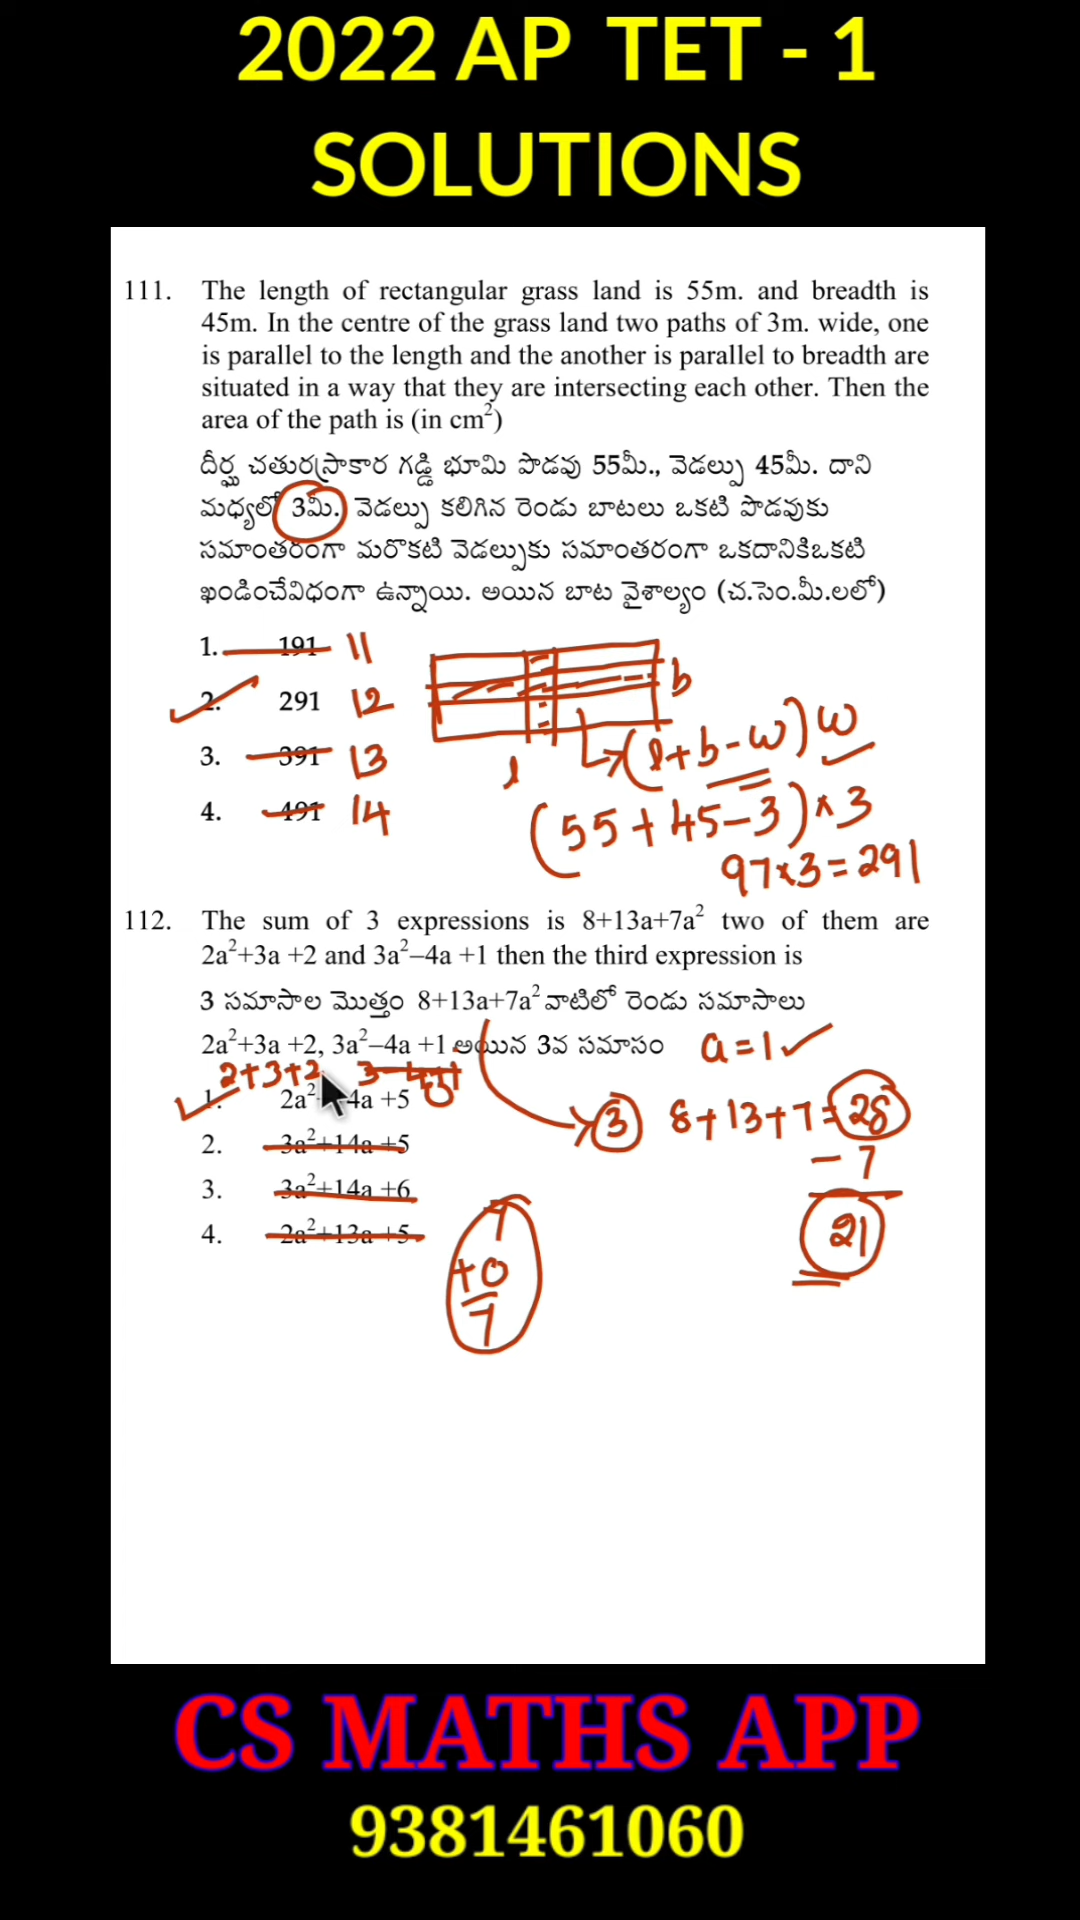 2022 AP TET - 1
SOLUTIONS
111. The length of rectangular grass land is 55m. and breadth is
45m. In the centre of the grass land two paths of 3m. wide, one
is parallel to the length and the another is parallel to breadth are
situated in a way that they are intersecting each other. Then the
area of the path is (in cm²)
దీర్ఘ చతురస్రాకార గడ్డి భూమి పొడవు 55మీ., వెడల్పు 45మీ. దాని
మధ్యలో 3మీ. వెడల్పు కలిగిన రెండు బాటలు ఒకటి పొడవుకు
సమాంతరంగా మరొకటి వెడల్పుకు సమాంతరంగా ఒకదానికిఒకటి
ఖండించేవిధంగా ఉన్నాయి. అయిన బాట వైశాల్యం (చ.సెం.మీ.లలో)
1. 191 11
2. 291 12
3. 391 13
4. 491 14
b
l
(l+b-w) w
(55+45-3)×3
97×3=291
112. The sum of 3 expressions is 8+13a+7a² two of them are
2a²+3a +2 and 3a²–4a +1 then the third expression is
3 సమాసాల మొత్తం 8+13a+7a² వాటిలో రెండు సమాసాలు
2a²+3a +2, 3a²–4a +1 అయిన 3వ సమాసం a=1
2+3+2 3-4+1
1. 2a² 4a +5 0
2. 3a²+14a +5
3. 3a²+14a +6
4. 2a²+13a +5
3 8+13+7=28
-7
21
7
+0
7
CS MATHS APP
9381461060